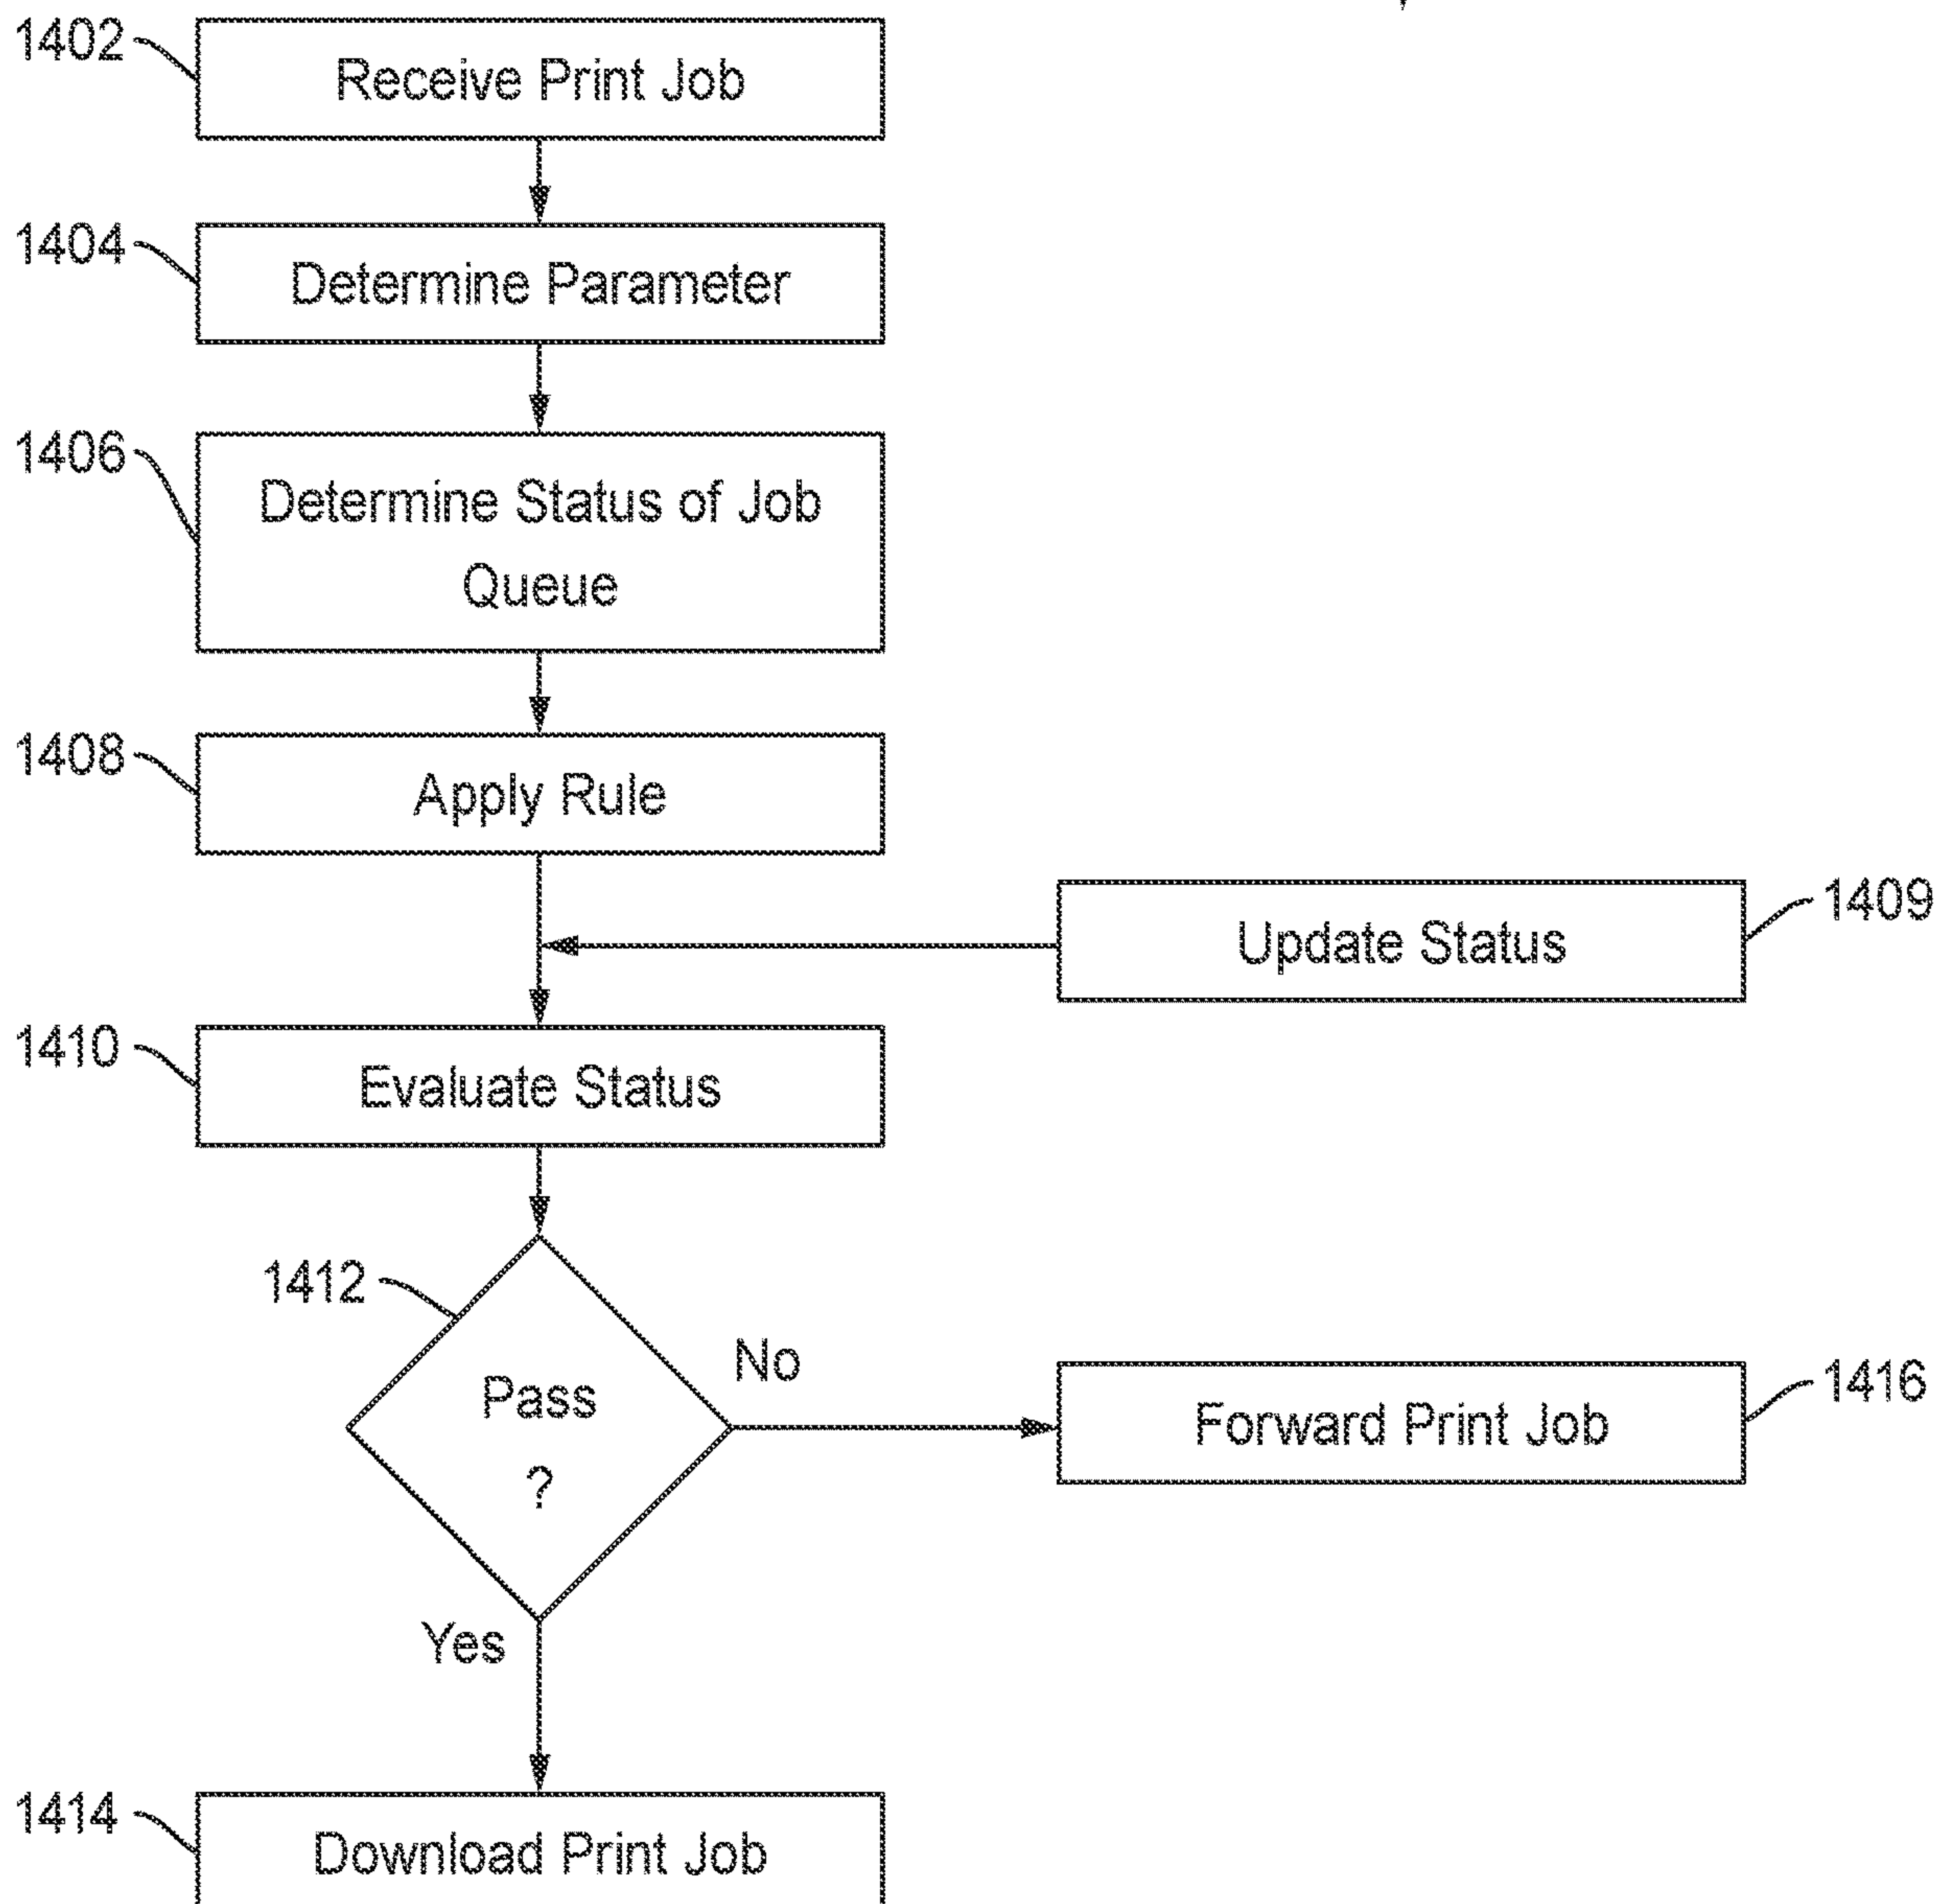 1402
Receive Print Job
1404
Determine Parameter
1406
Determine Status of Job
Queue
1408
Apply Rule
Update Status
1409
1410
Evaluate Status
1412
Pass
?
No
Forward Print Job
1416
Yes
1414
Download Print Job